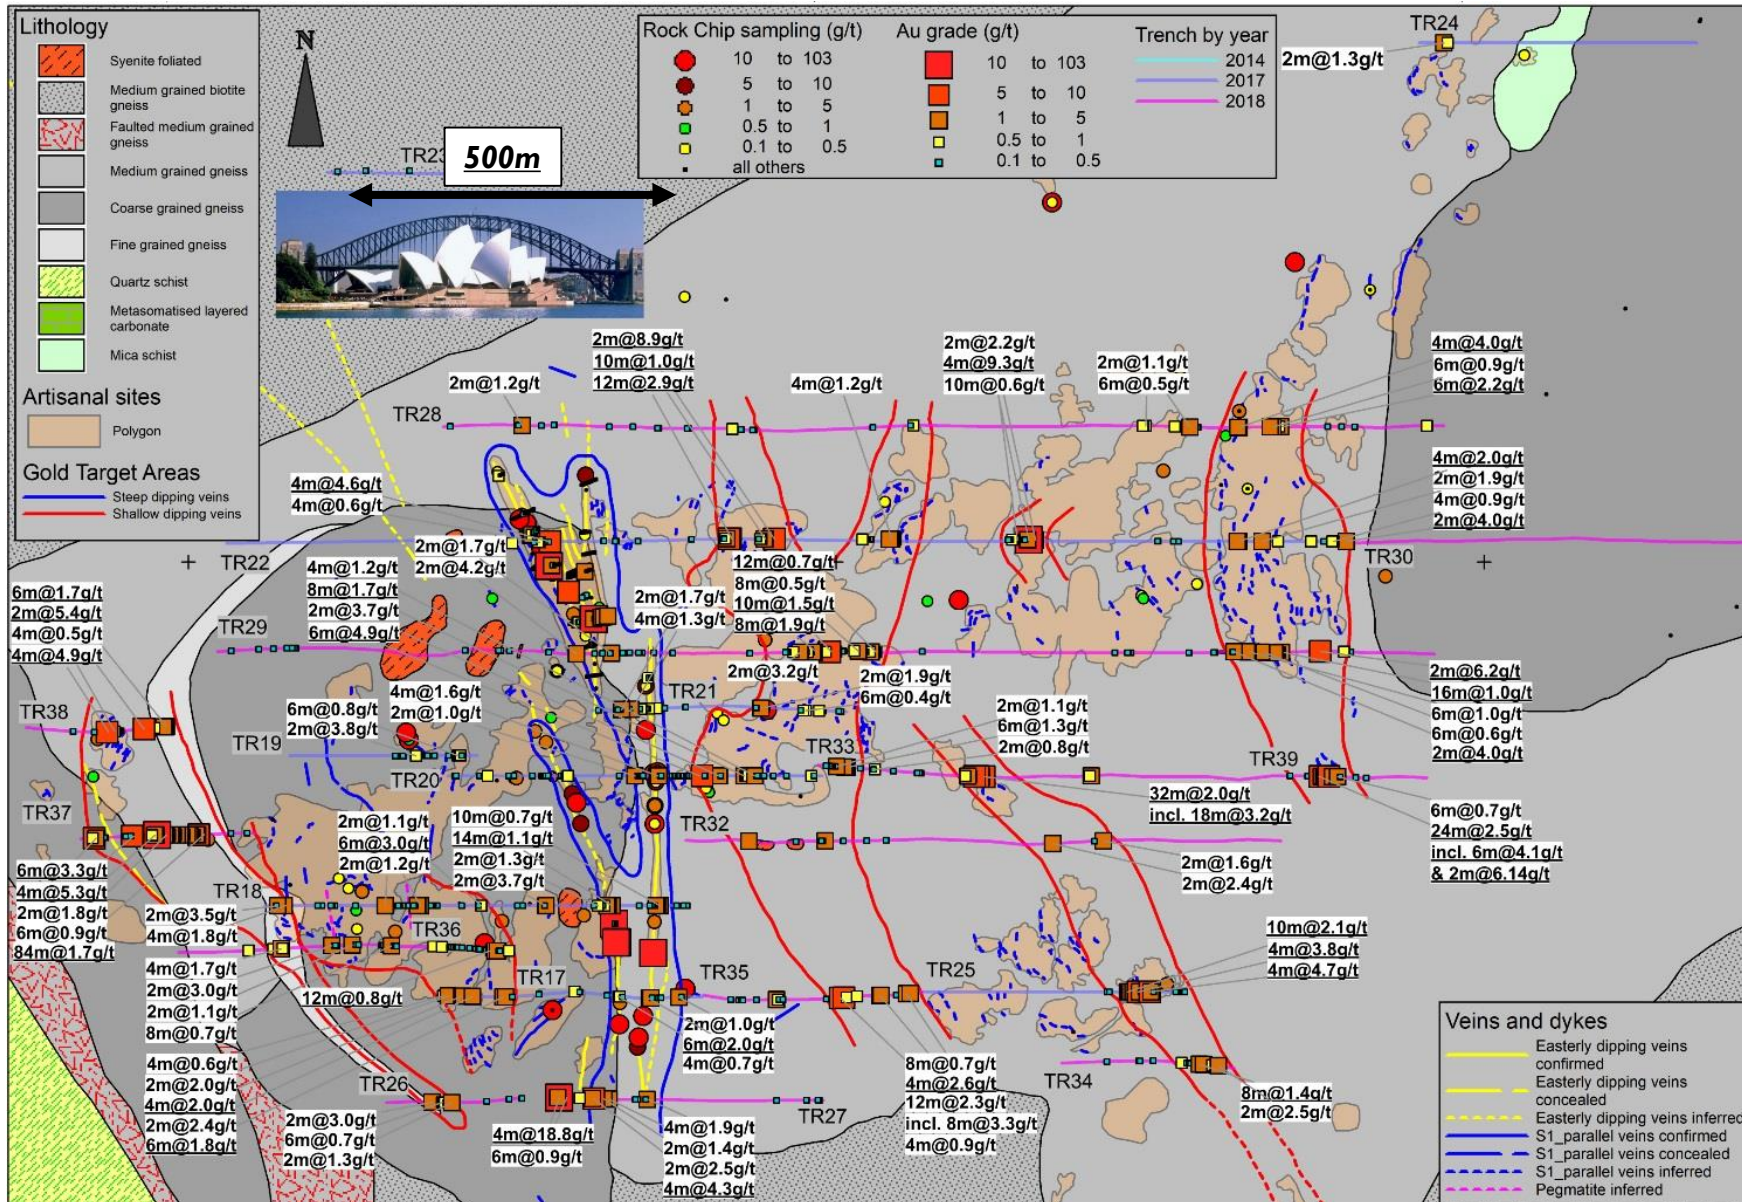 Lithology
Syenite foliated
Medium grained biotite
gneiss
Faulted medium grained
gneiss
Medium grained gneiss
Coarse grained gneiss
Fine grained gneiss
Quartz schist
Metasomatised layered
carbonate
Mica schist
Artisanal sites
Polygon
Gold Target Areas
Steep dipping veins
Shallow dipping veins
N
500m
TR23
Rock Chip sampling (g/t)
10 to 103
5 to 10
1 to 5
0.5 to 1
0.1 to 0.5
all others
Au grade (g/t)
10 to 103
5 to 10
1 to 5
0.5 to 1
0.1 to 0.5
Trench by year
2014
2017
2018
TR24
2m@1.3g/t
2m@8.9g/t
10m@1.0g/t
12m@2.9g/t
2m@1.2g/t
4m@1.2g/t
2m@2.2g/t
4m@9.3g/t
10m@0.6g/t
2m@1.1g/t
6m@0.5g/t
4m@4.0g/t
6m@0.9g/t
6m@2.2g/t
TR28
4m@4.6g/t
4m@0.6g/t
4m@2.0g/t
2m@1.9g/t
4m@0.9g/t
2m@4.0g/t
TR22
TR30
2m@1.7g/t
2m@4.2g/t
4m@1.2g/t
8m@1.7g/t
2m@3.7g/t
6m@4.9g/t
12m@0.7g/t
8m@0.5g/t
10m@1.5g/t
8m@1.9g/t
2m@1.7g/t
4m@1.3g/t
6m@1.7g/t
2m@5.4g/t
4m@0.5g/t
4m@4.9g/t
TR29
2m@3.2g/t
2m@1.9g/t
6m@0.4g/t
2m@6.2g/t
16m@1.0g/t
6m@1.0g/t
6m@0.6g/t
2m@4.0g/t
TR21
4m@1.6g/t
2m@1.0g/t
6m@0.8g/t
2m@3.8g/t
2m@1.1g/t
6m@1.3g/t
2m@0.8g/t
TR38
TR19
TR20
TR33
TR39
32m@2.0g/t
incl. 18m@3.2g/t
6m@0.7g/t
24m@2.5g/t
incl. 6m@4.1g/t
& 2m@6.14g/t
TR37
TR32
2m@1.1g/t
6m@3.0g/t
2m@1.2g/t
10m@0.7g/t
14m@1.1g/t
2m@1.3g/t
2m@3.7g/t
2m@1.6g/t
2m@2.4g/t
6m@3.3g/t
4m@5.3g/t
2m@1.8g/t
6m@0.9g/t
84m@1.7g/t
TR18
2m@3.5g/t
4m@1.8g/t
TR36
10m@2.1g/t
4m@3.8g/t
4m@4.7g/t
4m@1.7g/t
2m@3.0g/t
2m@1.1g/t
8m@0.7g/t
12m@0.8g/t
TR17
TR35
TR25
2m@1.0g/t
6m@2.0g/t
4m@0.7g/t
4m@0.6g/t
2m@2.0g/t
4m@2.0g/t
2m@2.4g/t
6m@1.8g/t
TR26
2m@3.0g/t
6m@0.7g/t
2m@1.3g/t
4m@18.8g/t
6m@0.9g/t
TR27
4m@1.9g/t
2m@1.4g/t
2m@2.5g/t
4m@4.3g/t
8m@0.7g/t
4m@2.6g/t
12m@2.3g/t
incl. 8m@3.3g/t
4m@0.9g/t
TR34
8m@1.4g/t
2m@2.5g/t
Veins and dykes
Easterly dipping veins
confirmed
Easterly dipping veins
concealed
Easterly dipping veins inferred
S1_parallel veins confirmed
S1_parallel veins concealed
S1_parallel veins inferred
Pegmatite inferred